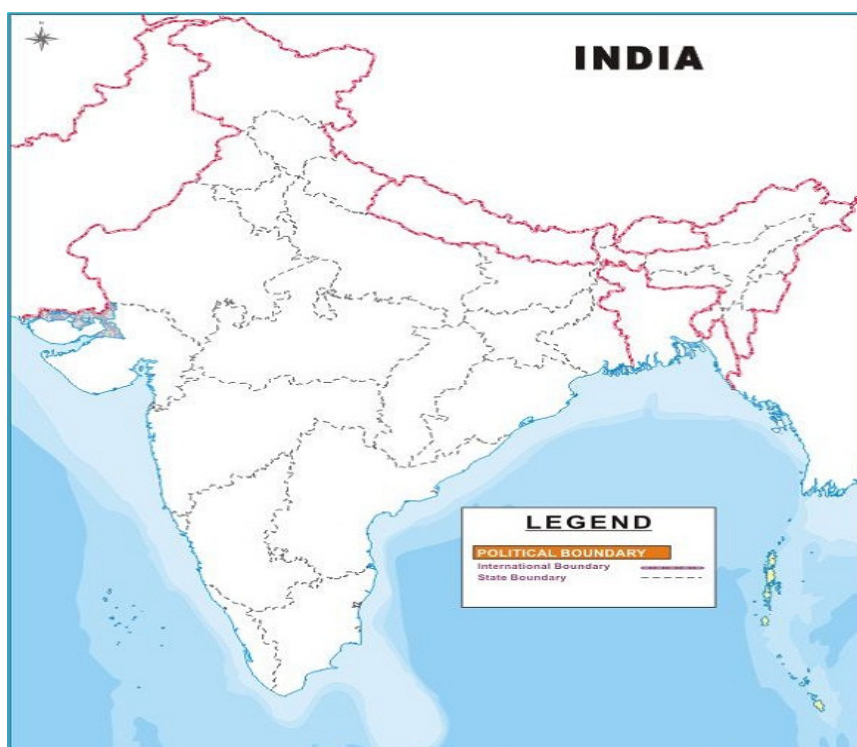 INDIA
LEGEND
POLITICAL BOUNDARY
International Boundary
State Boundary